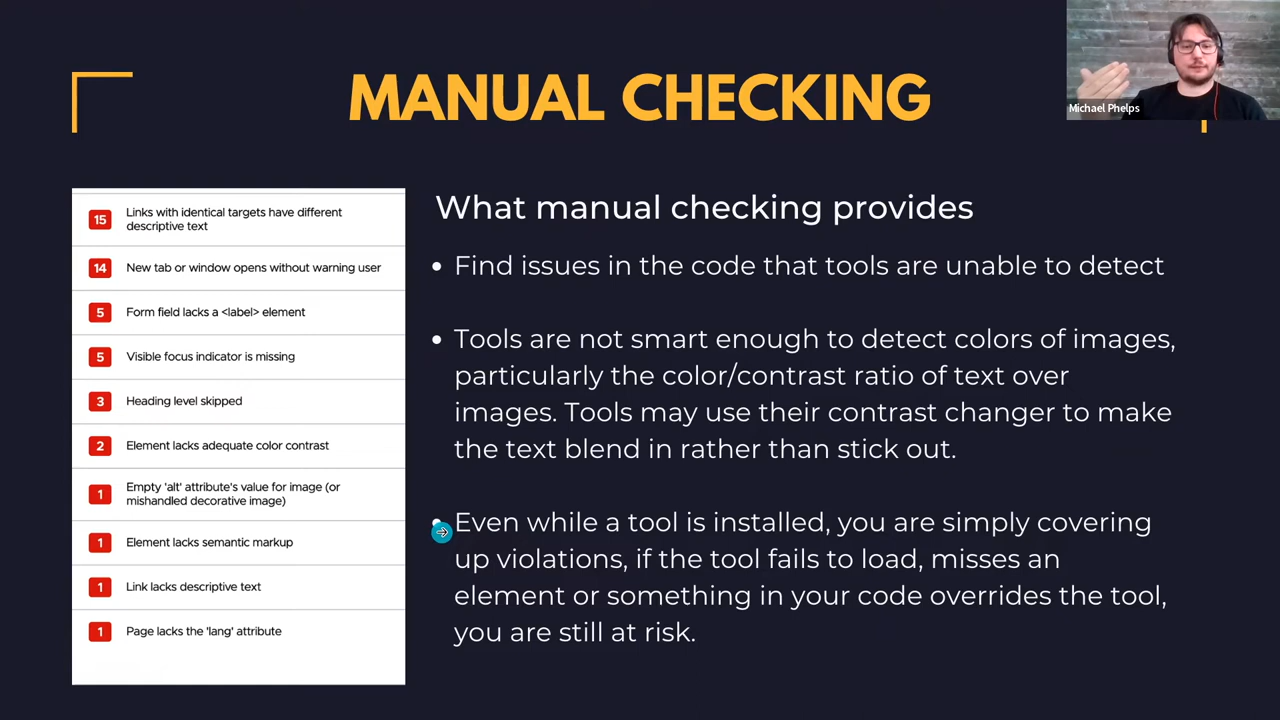 MANUAL CHECKING
Michael Phelps
15
Links with identical targets have different
descriptive text
14
New tab or window opens without warning user
5
Form field lacks a <label> element
5
Visible focus indicator is missing
3
Heading level skipped
2
Element lacks adequate color contrast
1
Empty 'alt' attribute's value for image (or
mishandled decorative image)
1
Element lacks semantic markup
1
Link lacks descriptive text
1
Page lacks the 'lang' attribute
What manual checking provides
• Find issues in the code that tools are unable to detect
• Tools are not smart enough to detect colors of images,
particularly the color/contrast ratio of text over
images. Tools may use their contrast changer to make
the text blend in rather than stick out.
• Even while a tool is installed, you are simply covering
up violations, if the tool fails to load, misses an
element or something in your code overrides the tool,
you are still at risk.